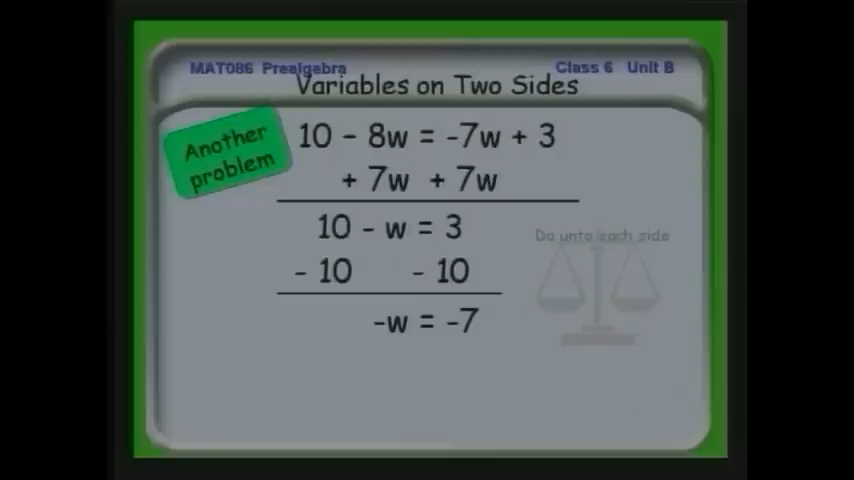 MAT086 Prealgebra Class 6 Unit B
Variables on Two Sides
Another
problem
10 - 8w = -7w + 3
+ 7w + 7w
10 - w = 3
- 10 - 10
-w = -7
Do unto each side